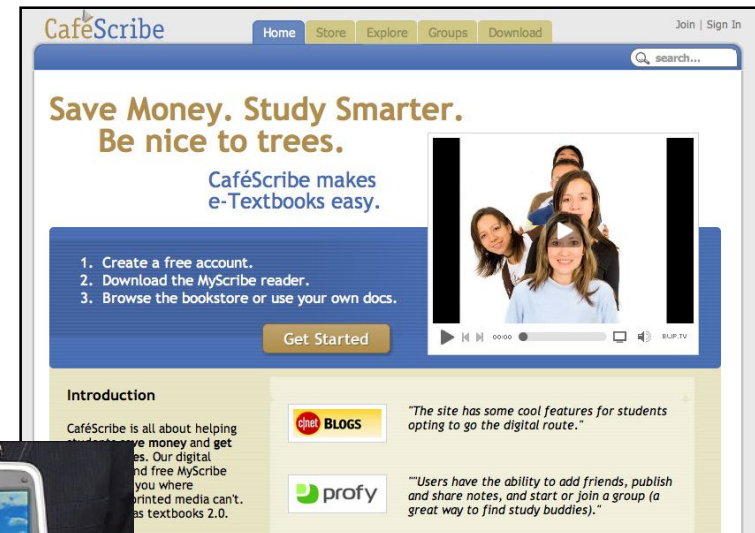 CaféScribe
Home Store Explore Groups Download
Join | Sign In
search...
Save Money. Study Smarter.
Be nice to trees.
CaféScribe makes
e-Textbooks easy.
1. Create a free account.
2. Download the MyScribe reader.
3. Browse the bookstore or use your own docs.
Get Started
00:00
BLIP.TV
Introduction
CaféScribe is all about helping
save money and get
Our digital
free MyScribe
you where
printed media can't.
as textbooks 2.0.
c|net BLOGS
"The site has some cool features for students
opting to go the digital route."
profy
""Users have the ability to add friends, publish
and share notes, and start or join a group (a
great way to find study buddies)."